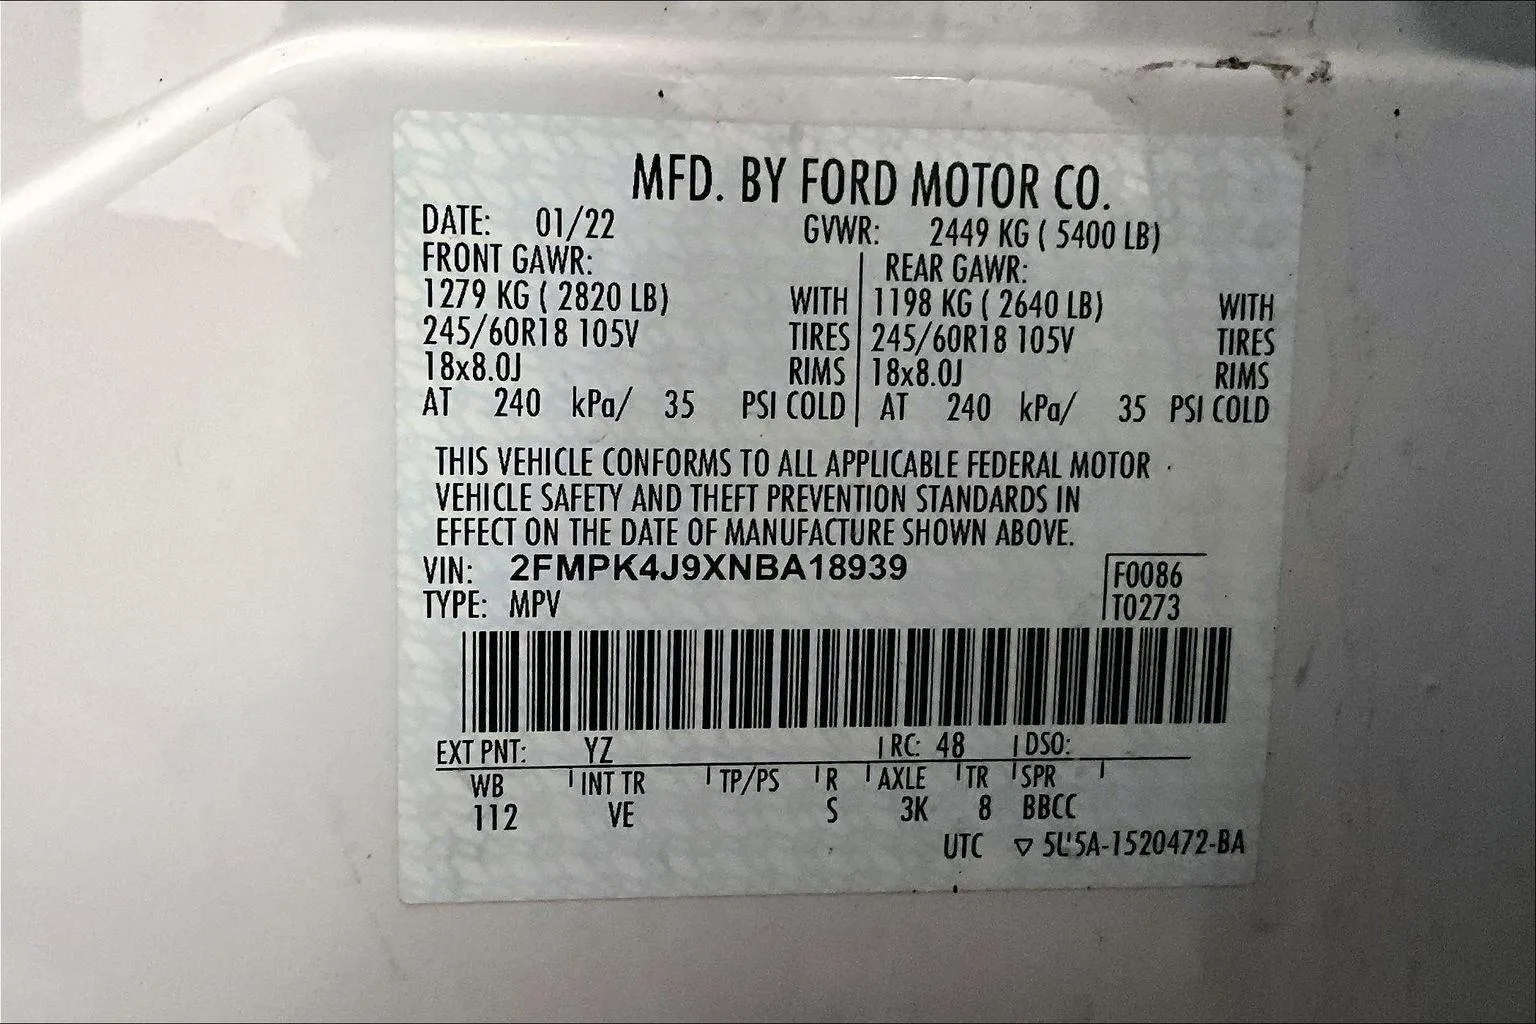 MFD. BY FORD MOTOR CO.
DATE: 01/22 GVWR: 2449 KG ( 5400 LB)
FRONT GAWR: REAR GAWR:
1279 KG ( 2820 LB) WITH 1198 KG ( 2640 LB) WITH
245/60R18 105V TIRES 245/60R18 105V TIRES
18x8.0J RIMS 18x8.0J RIMS
AT 240 kPa/ 35 PSI COLD AT 240 kPa/ 35 PSI COLD
THIS VEHICLE CONFORMS TO ALL APPLICABLE FEDERAL MOTOR
VEHICLE SAFETY AND THEFT PREVENTION STANDARDS IN
EFFECT ON THE DATE OF MANUFACTURE SHOWN ABOVE.
VIN: 2FMPK4J9XNBA18939 F0086
TYPE: MPV T0273
EXT PNT: YZ RC: 48 DSO:
WB INT TR TP/PS R AXLE TR SPR
112 VE S 3K 8 BBCC
UTC ▽